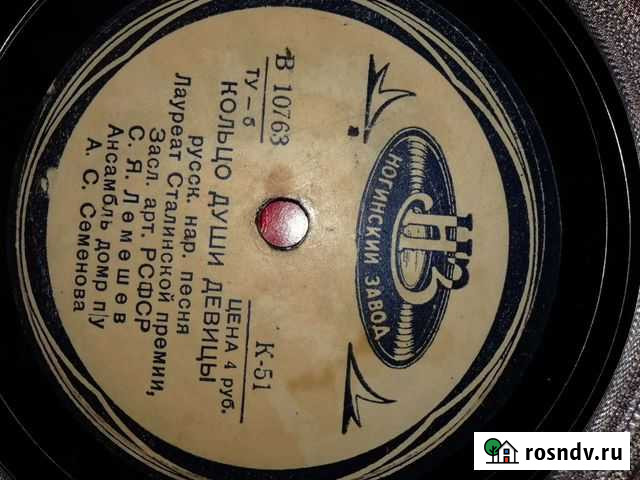 НЗ
НОГИНСКИЙ ЗАВОД
В 10763
ТУ-б
К-51
ЦЕНА 4 руб.
КОЛЬЦО ДУШИ ДЕВИЦЫ
русск. нар. песня
Лауреат Сталинской премии,
Засл. арт. РСФСР
С. Я. Лемешев
Ансамбль домр п/у
А. С. Семенова
rosndv.ru